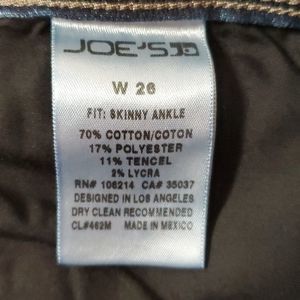 JOE'S
W 26
FIT: SKINNY ANKLE
70% COTTON/COTON
17% POLYESTER
11% TENCEL
2% LYCRA
RN# 106214 CA# 35037
DESIGNED IN LOS ANGELES
DRY CLEAN RECOMMENDED
CL#462M MADE IN MEXICO